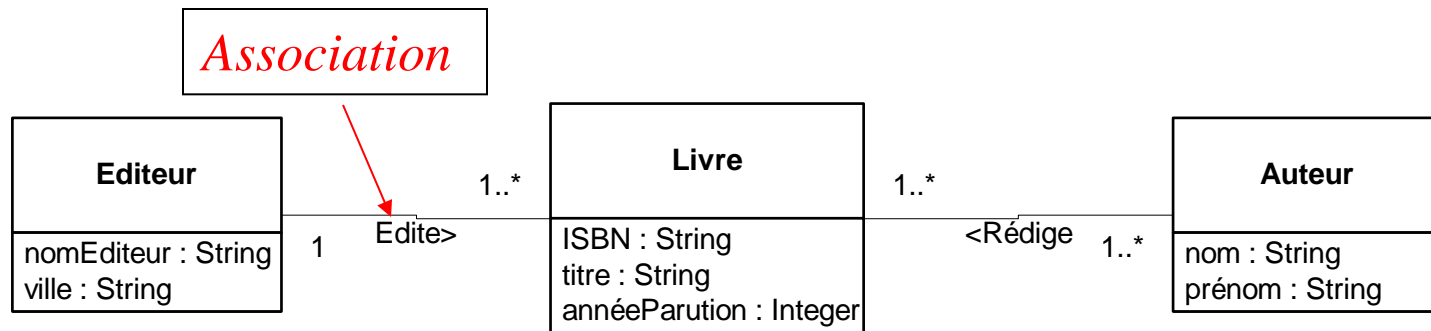 Association
Editeur
nomEditeur : String
ville : String
1
Edite>
1..*
Livre
ISBN : String
titre : String
annéeParution : Integer
1..*
<Rédige
1..*
Auteur
nom : String
prénom : String